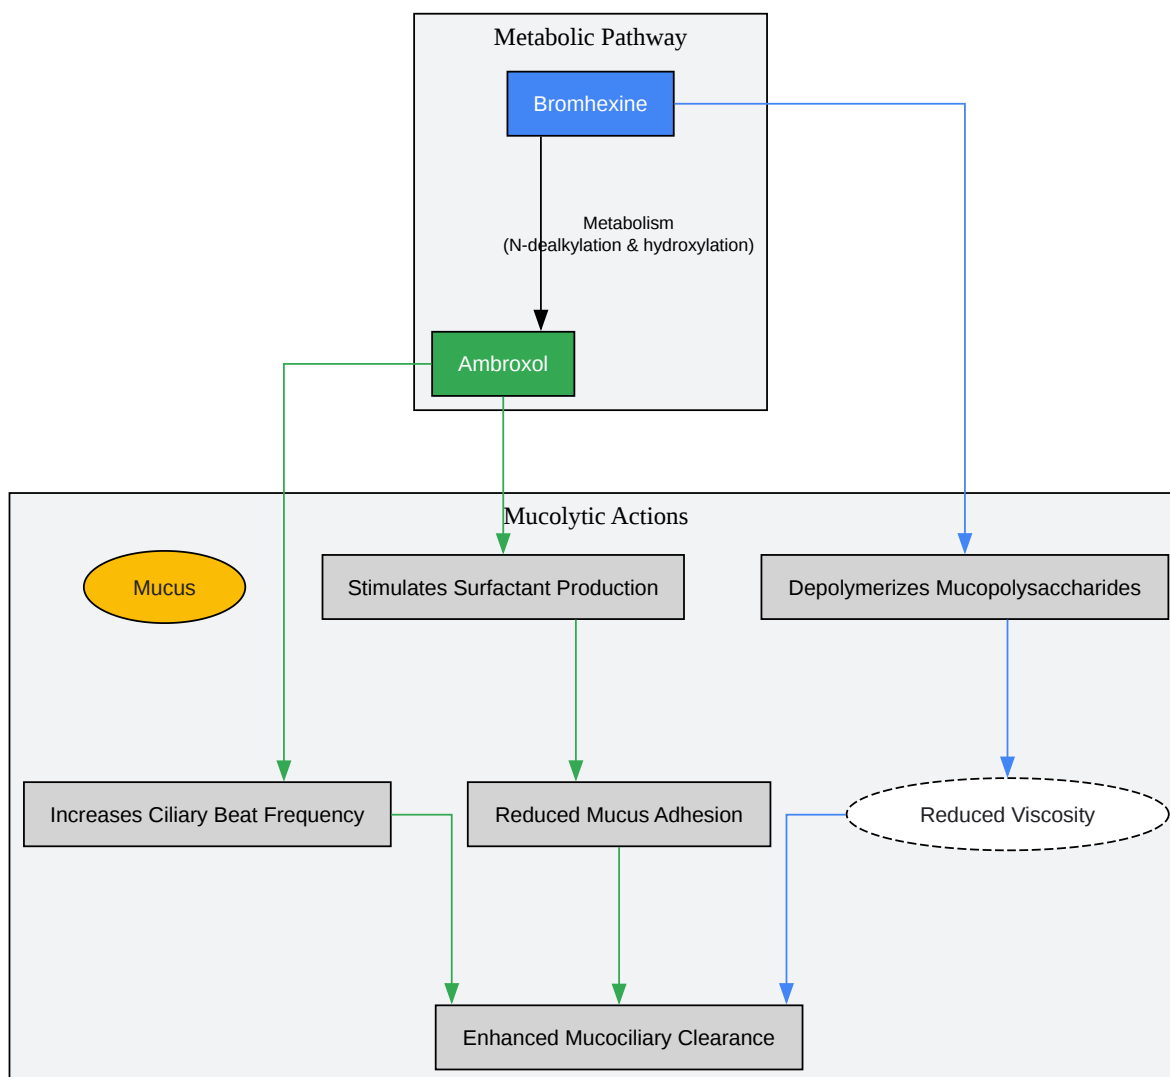 Metabolic Pathway
Bromhexine
Metabolism
(N-dealkylation & hydroxylation)
Ambroxol
Mucolytic Actions
Mucus
Stimulates Surfactant Production
Depolymerizes Mucopolysaccharides
Increases Ciliary Beat Frequency
Reduced Mucus Adhesion
Reduced Viscosity
Enhanced Mucociliary Clearance